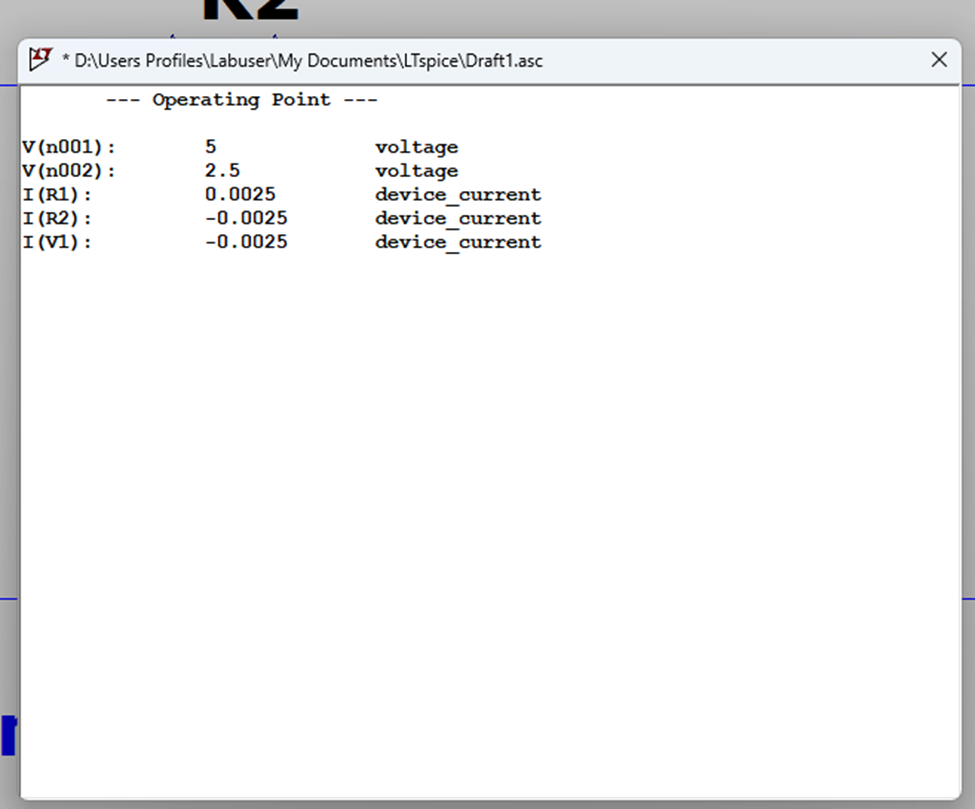 R2
* D:\Users Profiles\Labuser\My Documents\LTspice\Draft1.asc
--- Operating Point ---
V(n001): 5 voltage
V(n002): 2.5 voltage
I(R1): 0.0025 device_current
I(R2): -0.0025 device_current
I(V1): -0.0025 device_current